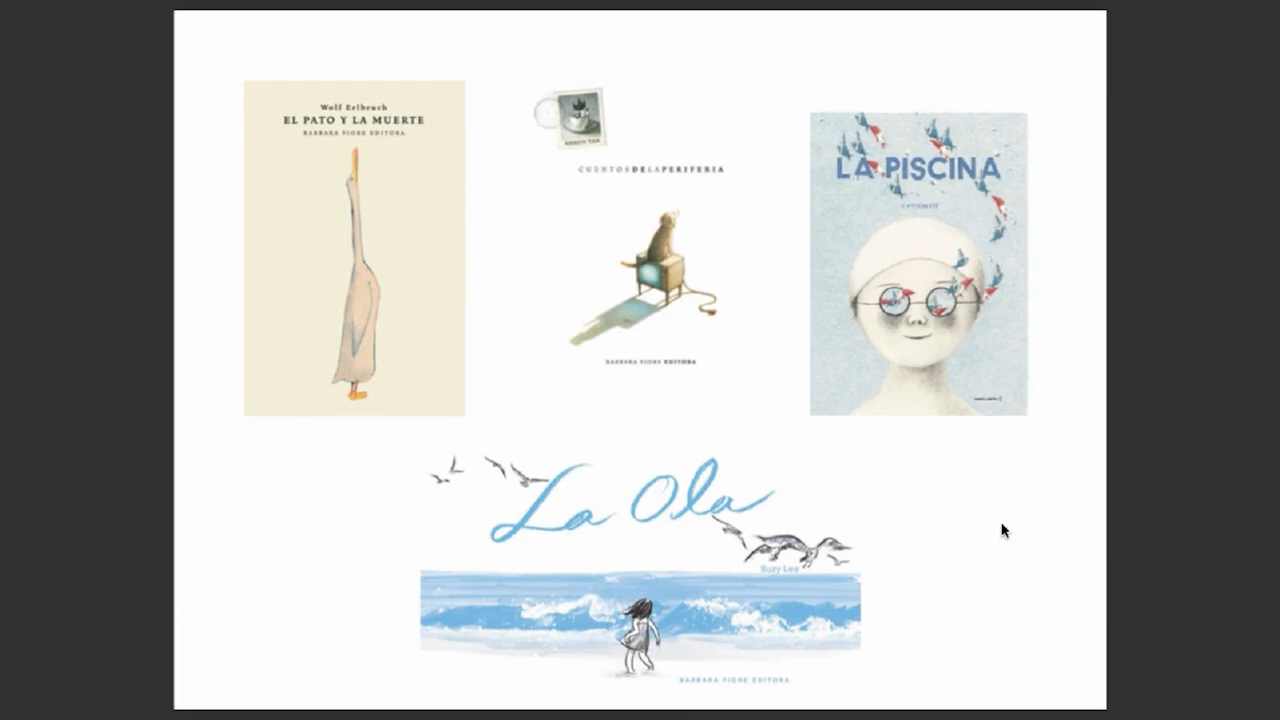 Wolf Erlbruch
EL PATO Y LA MUERTE
BARBARA FIORE EDITORA
SHAUN TAN
CUENTOSDELAPERIFERIA
BARBARA FIORE EDITORA
LA PISCINA
La Ola
Suzy Lee
BARBARA FIORE EDITORA